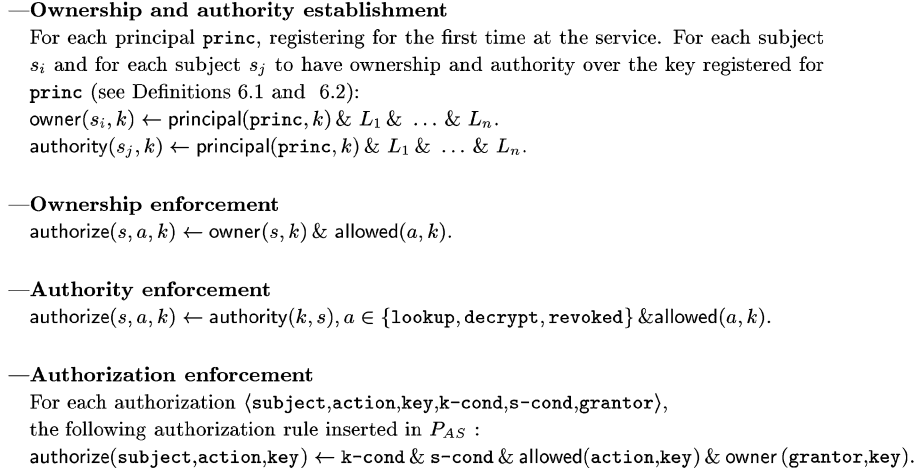 —Ownership and authority establishment
For each principal princ, registering for the first time at the service. For each subject
s_i and for each subject s_j to have ownership and authority over the key registered for
princ (see Definitions 6.1 and 6.2):
owner(s_i, k) ← principal(princ, k) & L_1 & … & L_n.
authority(s_j, k) ← principal(princ, k) & L_1 & … & L_n.
—Ownership enforcement
authorize(s, a, k) ← owner(s, k) & allowed(a, k).
—Authority enforcement
authorize(s, a, k) ← authority(k, s), a ∈ {lookup, decrypt, revoked} &allowed(a, k).
—Authorization enforcement
For each authorization ⟨subject,action,key,k-cond,s-cond,grantor⟩,
the following authorization rule inserted in P_AS :
authorize(subject,action,key) ← k-cond & s-cond & allowed(action,key) & owner (grantor,key).